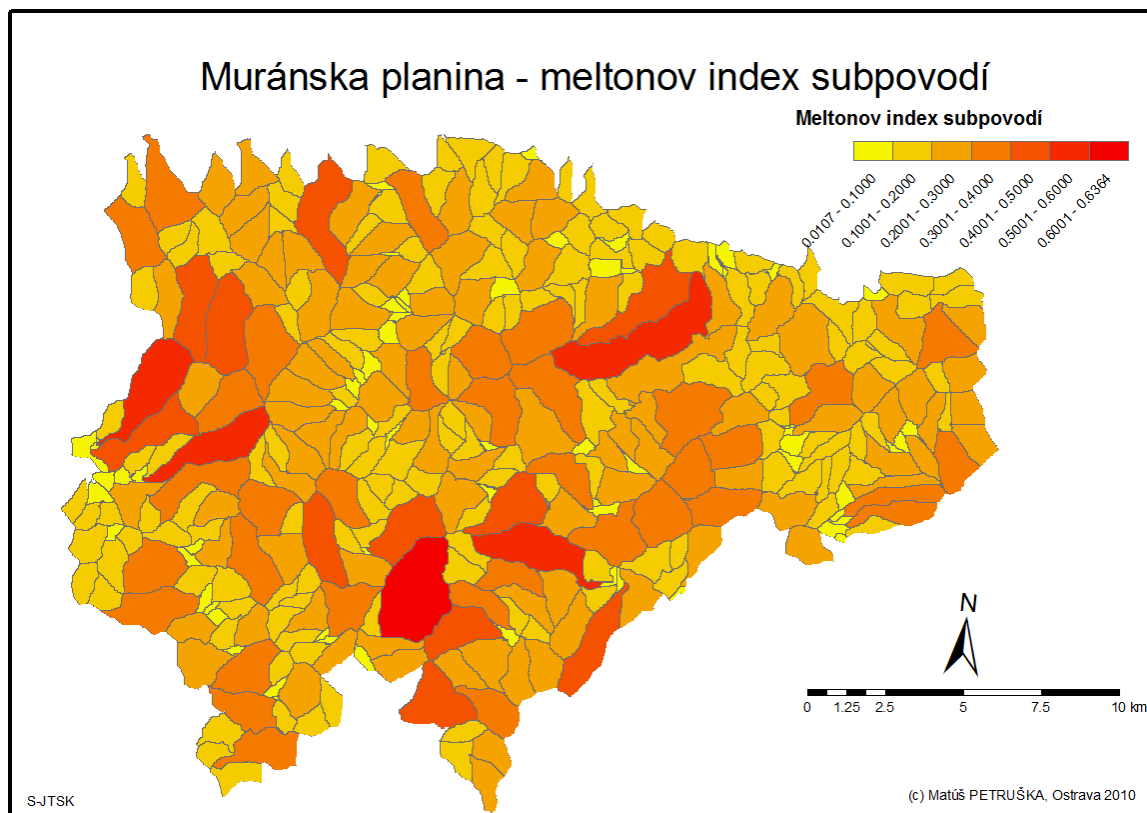 Muránska planina - meltonov index subpovodí
Meltonov index subpovodí
0.0107 - 0.1000
0.1001 - 0.2000
0.2001 - 0.3000
0.3001 - 0.4000
0.4001 - 0.5000
0.5001 - 0.6000
0.6001 - 0.6364
N
0 1.25 2.5 5 7.5 10 km
S-JTSK
(c) Matúš PETRUŠKA, Ostrava 2010